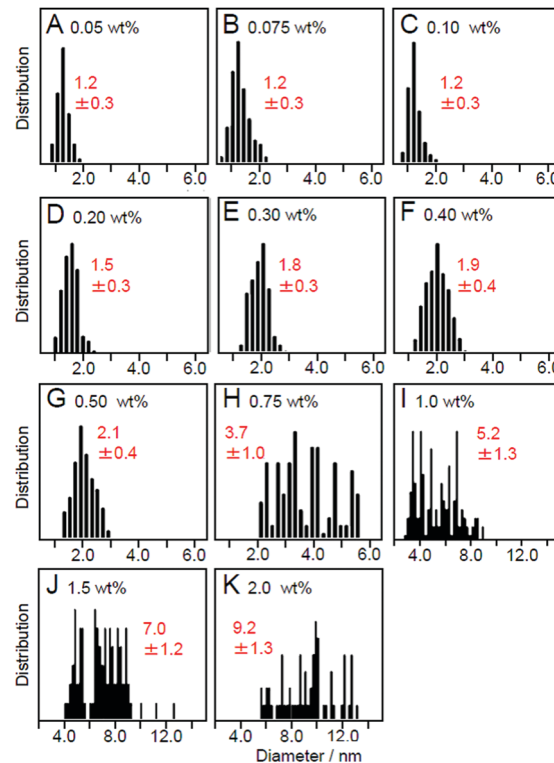 A 0.05 wt%
B 0.075 wt%
C 0.10 wt%
Distribution
1.2
±0.3
1.2
±0.3
1.2
±0.3
2.0 4.0 6.0
2.0 4.0 6.0
2.0 4.0 6.0
D 0.20 wt%
E 0.30 wt%
F 0.40 wt%
Distribution
1.5
±0.3
1.8
±0.3
1.9
±0.4
2.0 4.0 6.0
2.0 4.0 6.0
2.0 4.0 6.0
G 0.50 wt%
H 0.75 wt%
I 1.0 wt%
Distribution
2.1
±0.4
3.7
±1.0
5.2
±1.3
2.0 4.0 6.0
2.0 4.0 6.0
4.0 8.0 12.0
J 1.5 wt%
K 2.0 wt%
Distribution
7.0
±1.2
9.2
±1.3
4.0 8.0 12.0
4.0 8.0 12.0
Diameter / nm